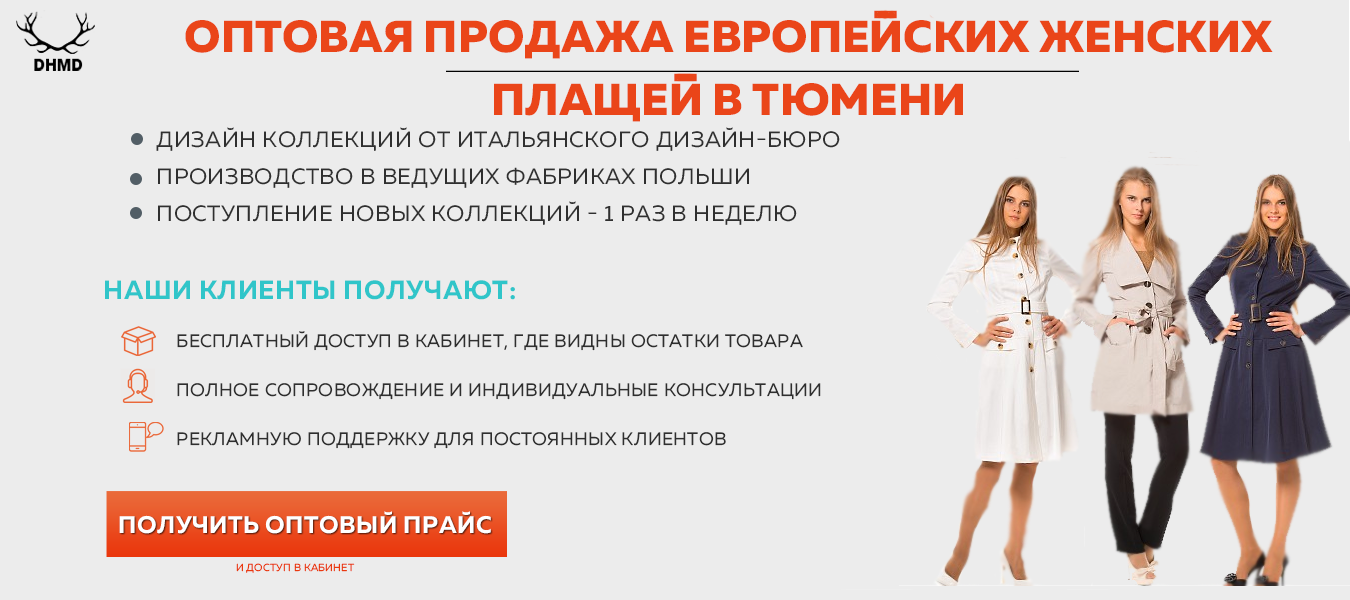 DHMD
ОПТОВАЯ ПРОДАЖА ЕВРОПЕЙСКИХ ЖЕНСКИХ
ПЛАЩЕЙ В ТЮМЕНИ
ДИЗАЙН КОЛЛЕКЦИЙ ОТ ИТАЛЬЯНСКОГО ДИЗАЙН-БЮРО
ПРОИЗВОДСТВО В ВЕДУЩИХ ФАБРИКАХ ПОЛЬШИ
ПОСТУПЛЕНИЕ НОВЫХ КОЛЛЕКЦИЙ - 1 РАЗ В НЕДЕЛЮ
НАШИ КЛИЕНТЫ ПОЛУЧАЮТ:
БЕСПЛАТНЫЙ ДОСТУП В КАБИНЕТ, ГДЕ ВИДНЫ ОСТАТКИ ТОВАРА
ПОЛНОЕ СОПРОВОЖДЕНИЕ И ИНДИВИДУАЛЬНЫЕ КОНСУЛЬТАЦИИ
РЕКЛАМНУЮ ПОДДЕРЖКУ ДЛЯ ПОСТОЯННЫХ КЛИЕНТОВ
ПОЛУЧИТЬ ОПТОВЫЙ ПРАЙС
И ДОСТУП В КАБИНЕТ